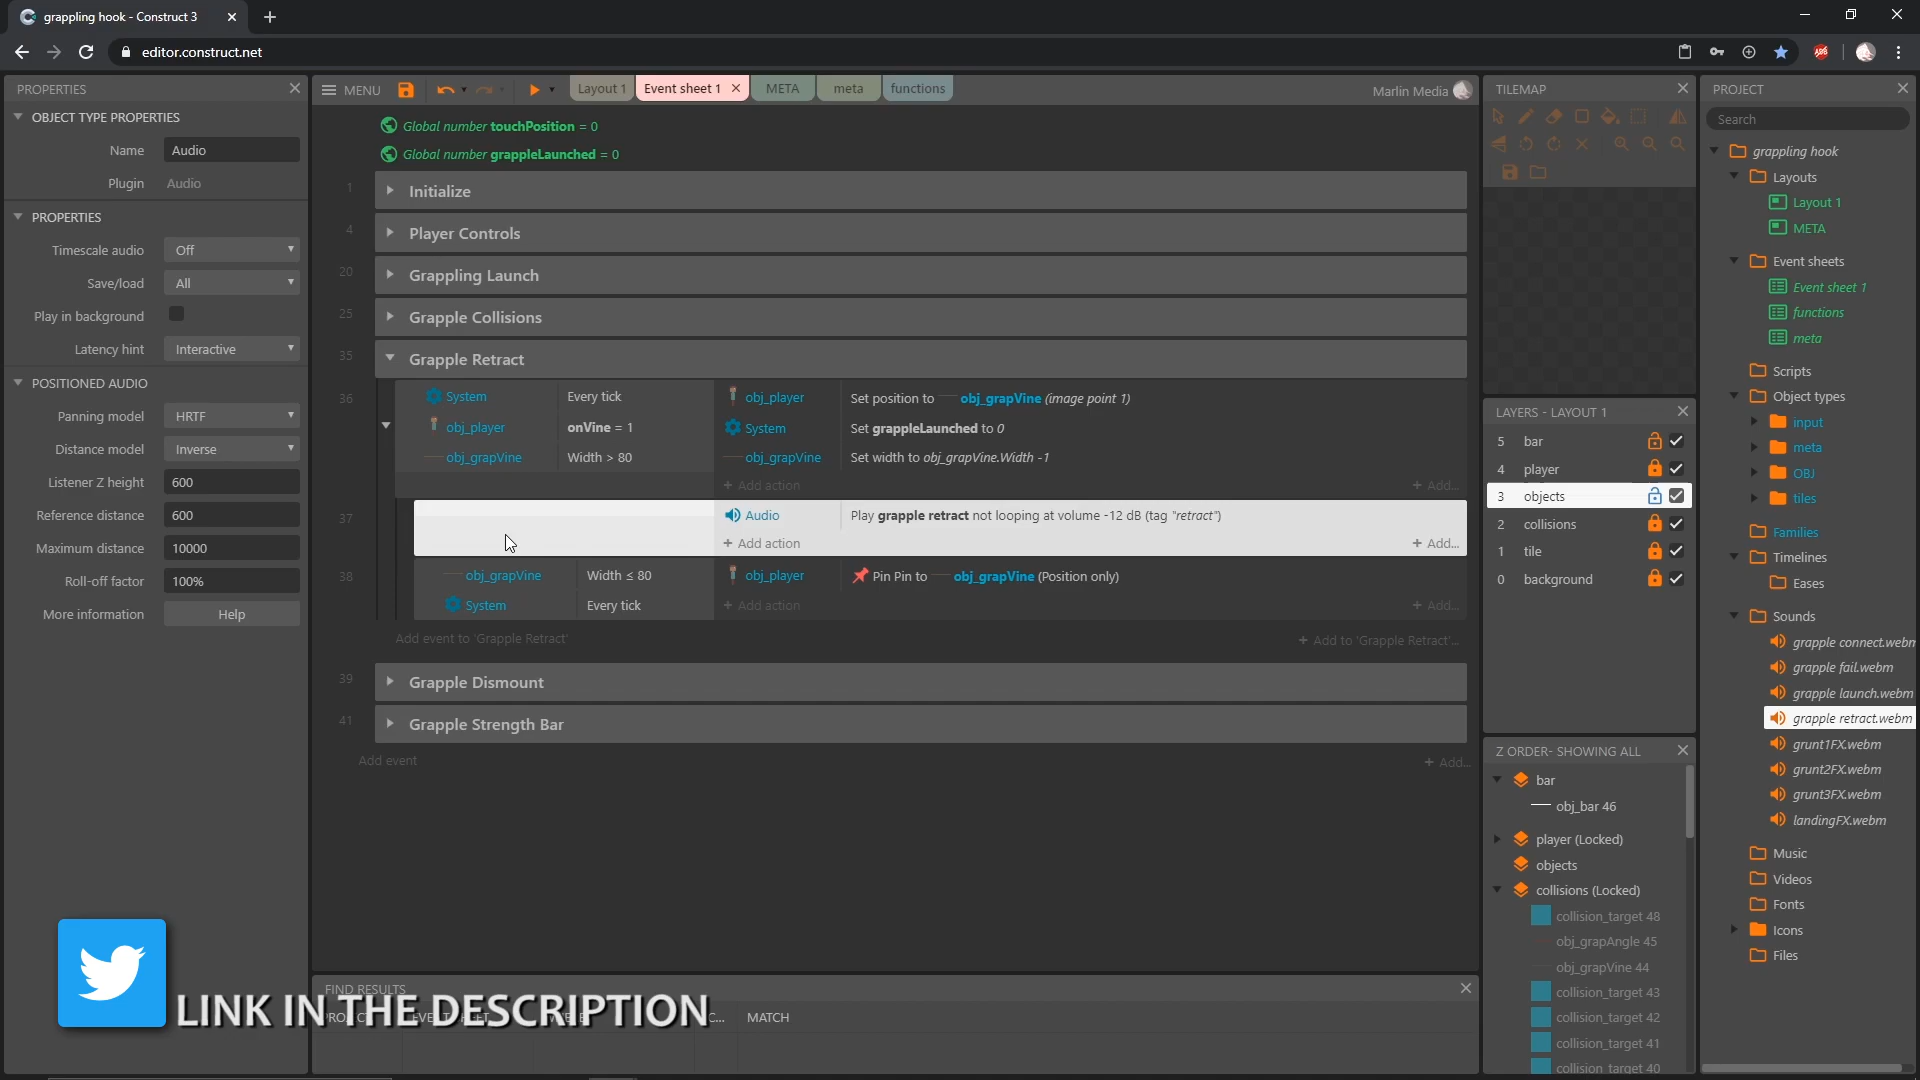 grappling hook - Construct 3
editor.construct.net
PROPERTIES
OBJECT TYPE PROPERTIES
Name Audio
Plugin Audio
PROPERTIES
Timescale audio Off
Save/load All
Play in background
Latency hint Interactive
POSITIONED AUDIO
Panning model HRTF
Distance model Inverse
Listener Z height 600
Reference distance 600
Maximum distance 10000
Roll-off factor 100%
More information Help
MENU
Layout 1 Event sheet 1 META meta functions
Marlin Media
Global number touchPosition = 0
Global number grappleLaunched = 0
1 Initialize
4 Player Controls
20 Grappling Launch
25 Grapple Collisions
35 Grapple Retract
36 System Every tick obj_player Set position to obj_grapVine (image point 1)
obj_player onVine = 1 System Set grappleLaunched to 0
obj_grapVine Width > 80 obj_grapVine Set width to obj_grapVine.Width -1
+ Add action + Add...
37 Audio Play grapple retract not looping at volume -12 dB (tag "retract")
+ Add action + Add...
38 obj_grapVine Width ≤ 80 obj_player Pin Pin to obj_grapVine (Position only)
System Every tick + Add action + Add...
Add event to 'Grapple Retract' + Add to 'Grapple Retract'...
39 Grapple Dismount
41 Grapple Strength Bar
Add event + Add...
FIND RESULTS
C... MATCH
LINK IN THE DESCRIPTION
TILEMAP
LAYERS - LAYOUT 1
5 bar
4 player
3 objects
2 collisions
1 tile
0 background
Z ORDER- SHOWING ALL
bar
obj_bar 46
player (Locked)
objects
collisions (Locked)
collision_target 48
obj_grapAngle 45
obj_grapVine 44
collision_target 43
collision_target 42
collision_target 41
collision_target 40
PROJECT
Search
grappling hook
Layouts
Layout 1
META
Event sheets
Event sheet 1
functions
meta
Scripts
Object types
input
meta
OBJ
tiles
Families
Timelines
Eases
Sounds
grapple connect.webm
grapple fail.webm
grapple launch.webm
grapple retract.webm
grunt1FX.webm
grunt2FX.webm
grunt3FX.webm
landingFX.webm
Music
Videos
Fonts
Icons
Files